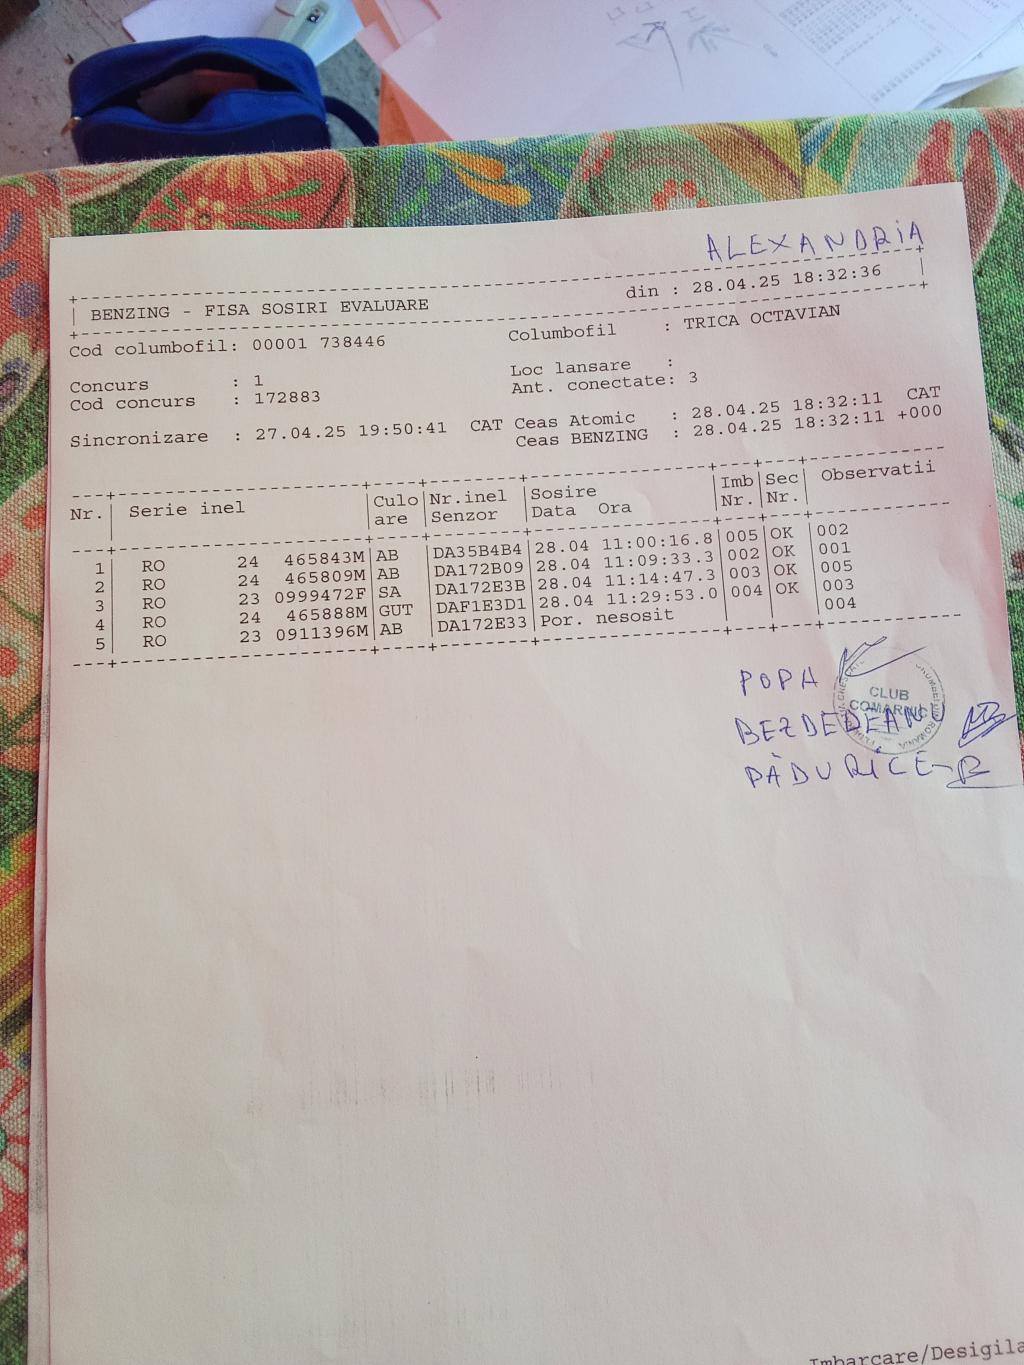 ALEXANDRIA
BENZING - FISA SOSIRI EVALUARE din : 28.04.25 18:32:36
Cod columbofil: 00001 738446 Columbofil : TRICA OCTAVIAN
Concurs : 1 Loc lansare :
Cod concurs : 172883 Ant. conectate: 3
Sincronizare : 27.04.25 19:50:41 CAT Ceas Atomic : 28.04.25 18:32:11 CAT
Ceas BENZING : 28.04.25 18:32:11 +000
Nr. Serie inel Culo Nr.inel Sosire Imb Sec Observatii
are Senzor Data Ora Nr. Nr.
1 RO 24 465843M AB DA35B4B4 28.04 11:00:16.8 005 OK 002
2 RO 24 465809M AB DA172B09 28.04 11:09:33.3 002 OK 001
3 RO 23 0999472F SA DA172E3B 28.04 11:14:47.3 003 OK 005
4 RO 24 465888M GUT DAF1E3D1 28.04 11:29:53.0 004 OK 003
5 RO 23 0911396M AB DA172E33 Por. nesosit 004
POPA
CLUB
COMARNIC
BEZDEDEANU
PĂDURICE
Imbarcare/Desigila